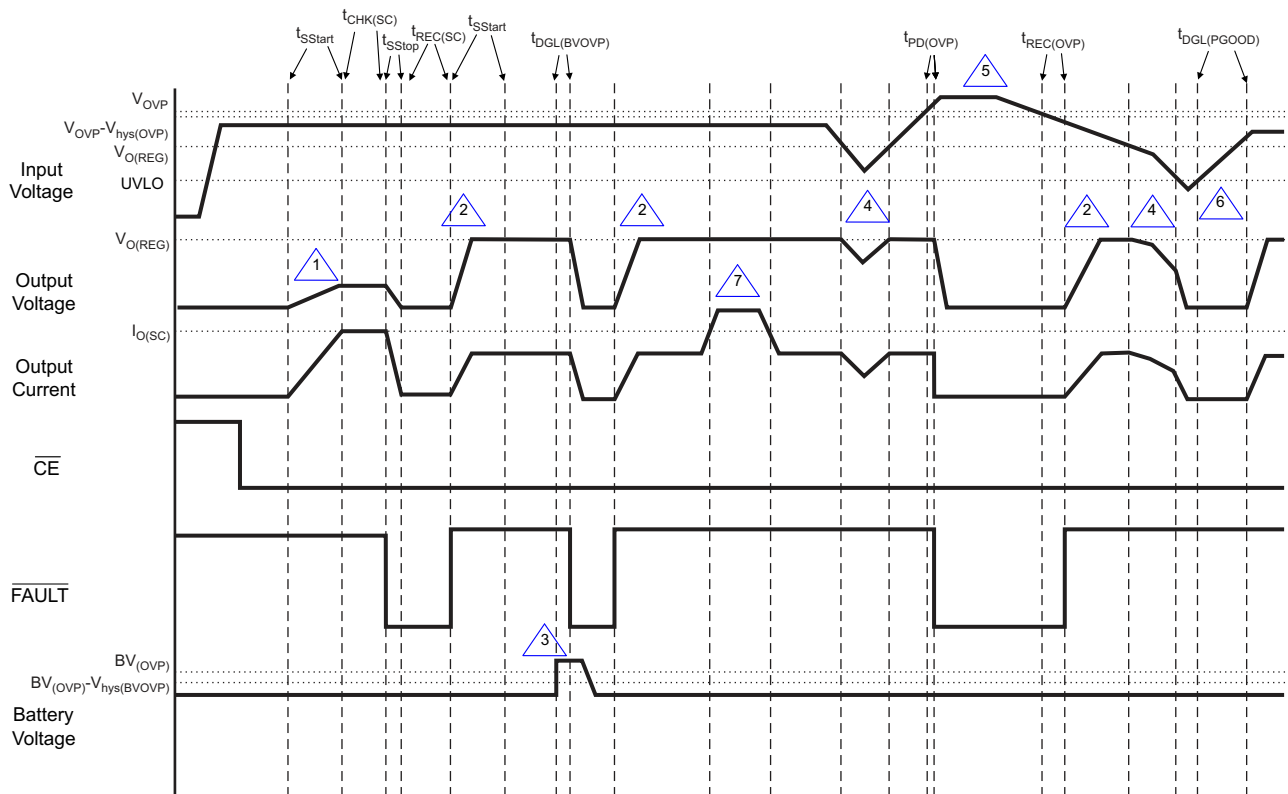 tSStart
tCHK(SC)
tSStop
tREC(SC)
tSStart
tDGL(BVOVP)
tPD(OVP)
tREC(OVP)
tDGL(PGOOD)
5
VOVP
VOVP-Vhys(OVP)
VO(REG)
Input
Voltage
UVLO
2
2
4
2
4
6
VO(REG)
1
Output
Voltage
7
IO(SC)
Output
Current
CE
FAULT
3
BV(OVP)
BV(OVP)-Vhys(BVOVP)
Battery
Voltage